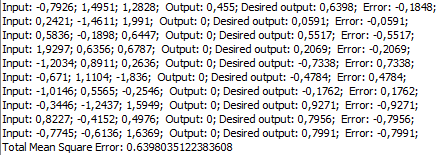 Input: -0,7926; 1,4951; 1,2828; Output: 0,455; Desired output: 0,6398; Error: -0,1848;
Input: 0,2421; -1,4611; 1,991; Output: 0; Desired output: 0,0591; Error: -0,0591;
Input: 0,5836; -0,1898; 0,6447; Output: 0; Desired output: 0,5517; Error: -0,5517;
Input: 1,9297; 0,6356; 0,6787; Output: 0; Desired output: 0,2069; Error: -0,2069;
Input: -1,2034; 0,8911; 0,2636; Output: 0; Desired output: -0,7338; Error: 0,7338;
Input: -0,671; 1,1104; -1,836; Output: 0; Desired output: -0,4784; Error: 0,4784;
Input: -1,0146; 0,5565; -0,2546; Output: 0; Desired output: -0,1762; Error: 0,1762;
Input: -0,3446; -1,2437; 1,5949; Output: 0; Desired output: 0,9271; Error: -0,9271;
Input: 0,8227; -0,4152; 0,4976; Output: 0; Desired output: 0,7956; Error: -0,7956;
Input: -0,7745; -0,6136; 1,6369; Output: 0; Desired output: 0,7991; Error: -0,7991;
Total Mean Square Error: 0.6398035122383608